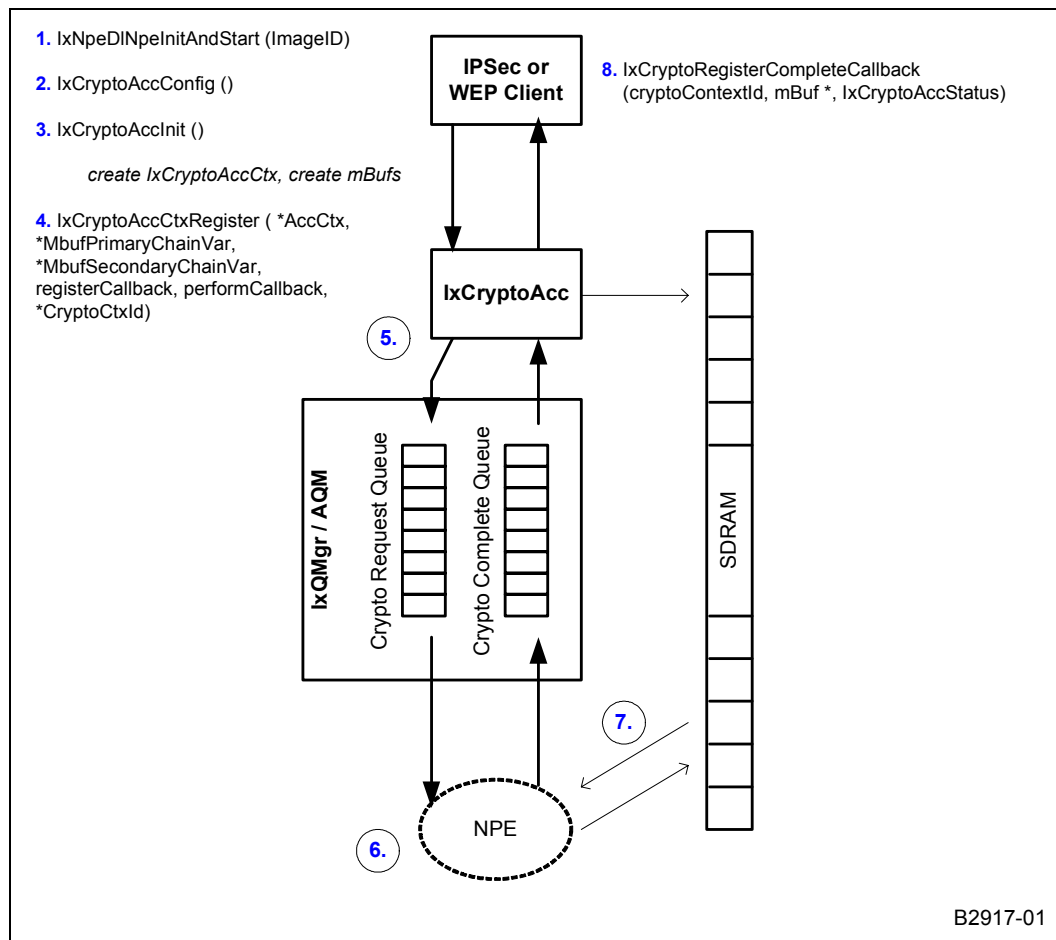 1. IxNpeDlNpeInitAndStart (ImageID)
2. IxCryptoAccConfig ()
3. IxCryptoAccInit ()
create IxCryptoAccCtx, create mBufs
4. IxCryptoAccCtxRegister ( *AccCtx,
*MbufPrimaryChainVar,
*MbufSecondaryChainVar,
registerCallback, performCallback,
*CryptoCtxId)
IPSec or
WEP Client
8. IxCryptoRegisterCompleteCallback
(cryptoContextId, mBuf *, IxCryptoAccStatus)
IxCryptoAcc
5.
IxQMgr / AQM
Crypto Request Queue
Crypto Complete Queue
SDRAM
7.
NPE
6.
B2917-01